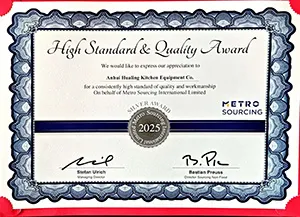 High Standard & Quality Award
We would like to express our appreciation to
Anhui Hualing Kitchen Equipment Co.
for a consistently high standard of quality and workmanship
On behalf of Metro Sourcing International Limited
SILVER AWARD
METRO
SOURCING
2025
Stefan Ulrich
Managing Director
Bastian Preuss
Director Sourcing Non Food